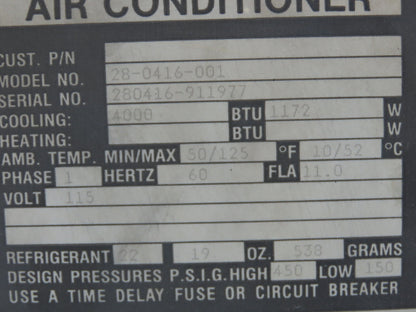 AIR CONDITIONER
CUST. P/N
MODEL NO. 28-0416-001
SERIAL NO. 280416-911977
COOLING: 4000 BTU 1172 W
HEATING: BTU W
AMB. TEMP. MIN/MAX 50/125 °F 10/52 °C
PHASE 1 HERTZ 60 FLA 11.0
VOLT 115
REFRIGERANT 22 19 OZ. 538 GRAMS
DESIGN PRESSURES P.S.I.G. HIGH 450 LOW 150
USE A TIME DELAY FUSE OR CIRCUIT BREAKER